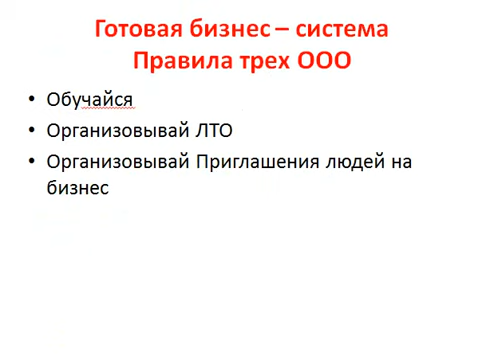 Готовая бизнес – система
Правила трех ООО
• Обучайся
• Организовывай ЛТО
• Организовывай Приглашения людей на
бизнес